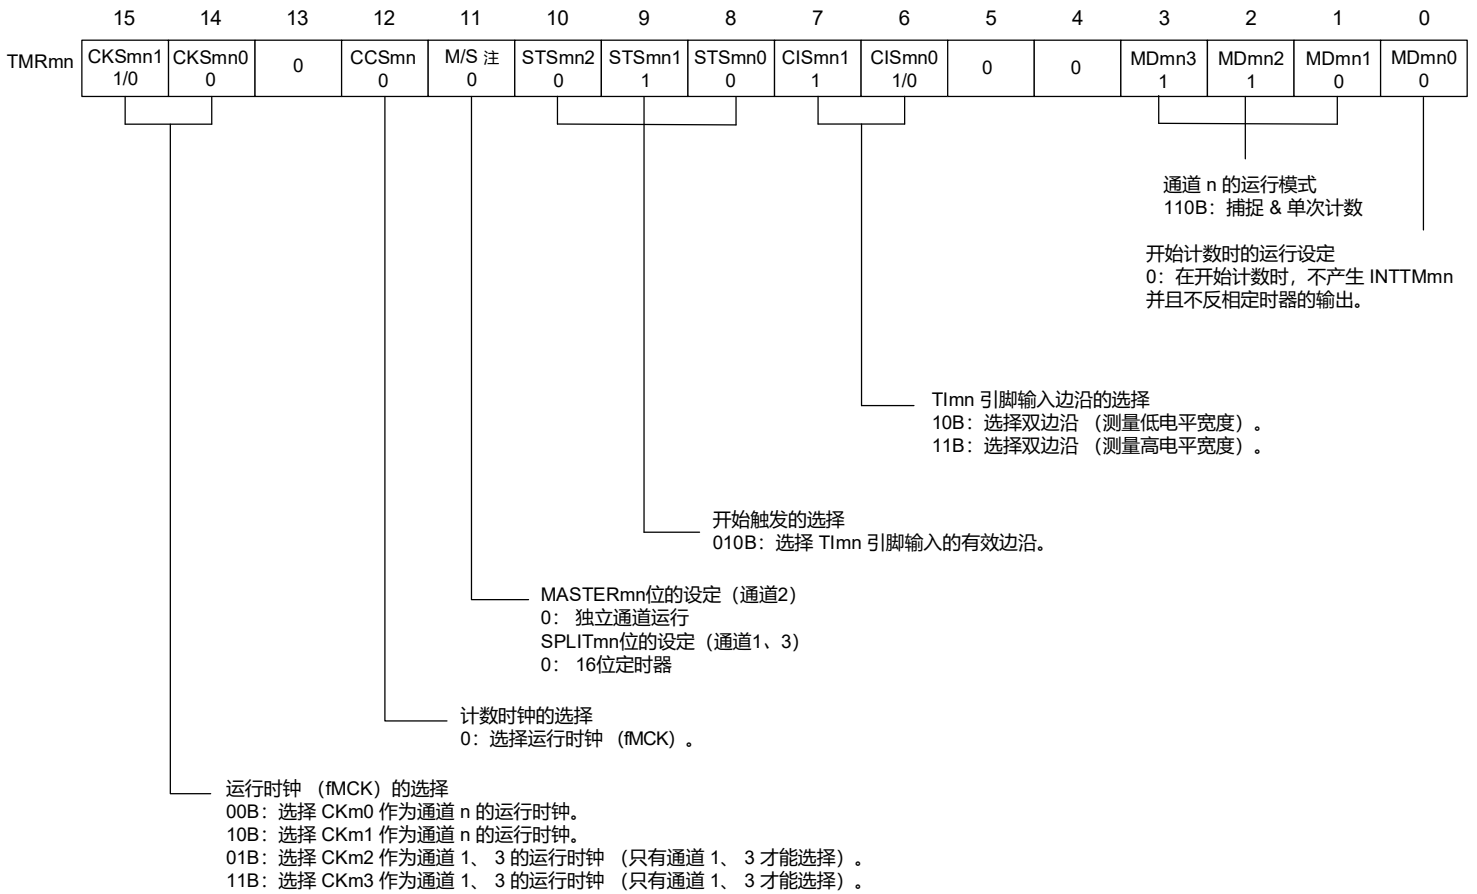 15 14 13 12 11 10 9 8 7 6 5 4 3 2 1 0
TMRmn CKSmn1 CKSmn0 0 CCSmn M/S 注 STSmn2 STSmn1 STSmn0 CISmn1 CISmn0 0 0 MDmn3 MDmn2 MDmn1 MDmn0
1/0 0 0 0 0 1 0 1 1/0 1 1 0 0
通道 n 的运行模式
110B：捕捉 & 单次计数
开始计数时的运行设定
0：在开始计数时，不产生 INTTMmn
并且不反相定时器的输出。
TImn 引脚输入边沿的选择
10B：选择双边沿 （测量低电平宽度）。
11B：选择双边沿 （测量高电平宽度）。
开始触发的选择
010B：选择 TImn 引脚输入的有效边沿。
MASTERmn位的设定（通道2）
0： 独立通道运行
SPLITmn位的设定（通道1、3）
0： 16位定时器
计数时钟的选择
0：选择运行时钟 （fMCK）。
运行时钟 （fMCK）的选择
00B：选择 CKm0 作为通道 n 的运行时钟。
10B：选择 CKm1 作为通道 n 的运行时钟。
01B：选择 CKm2 作为通道 1、 3 的运行时钟 （只有通道 1、 3 才能选择）。
11B：选择 CKm3 作为通道 1、 3 的运行时钟 （只有通道 1、 3 才能选择）。